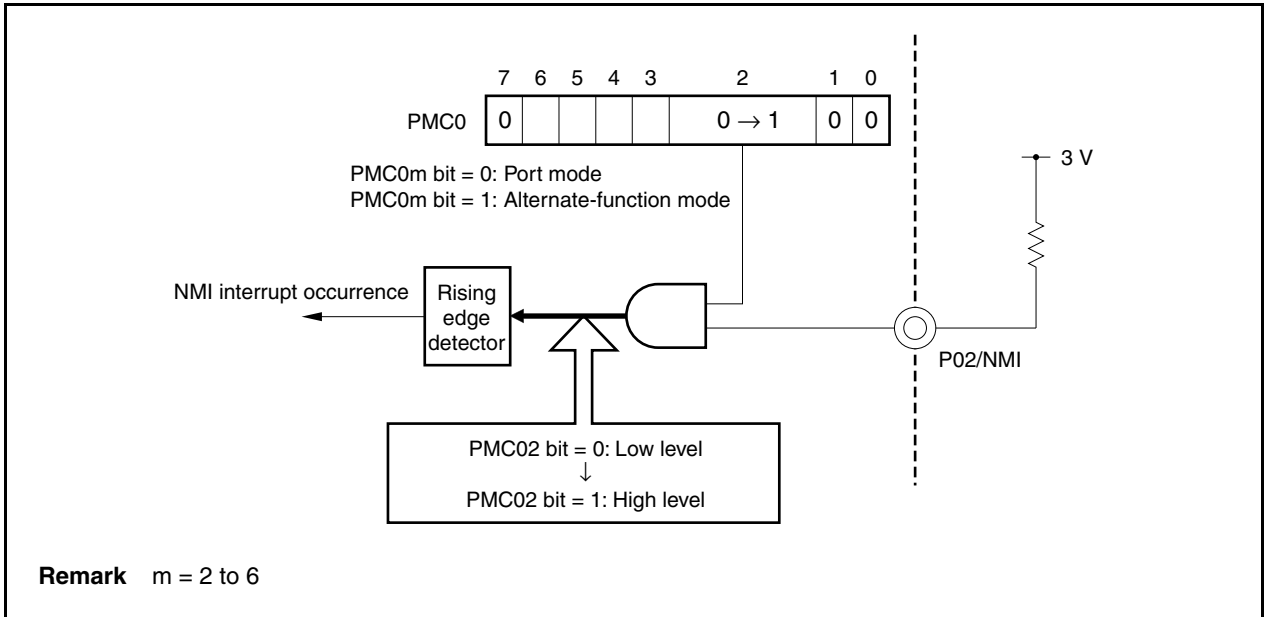 7 6 5 4 3 2 1 0
PMC0 0 0 → 1 0 0
3 V
PMC0m bit = 0: Port mode
PMC0m bit = 1: Alternate-function mode
NMI interrupt occurrence
Rising
edge
detector
P02/NMI
PMC02 bit = 0: Low level
↓
PMC02 bit = 1: High level
Remark m = 2 to 6